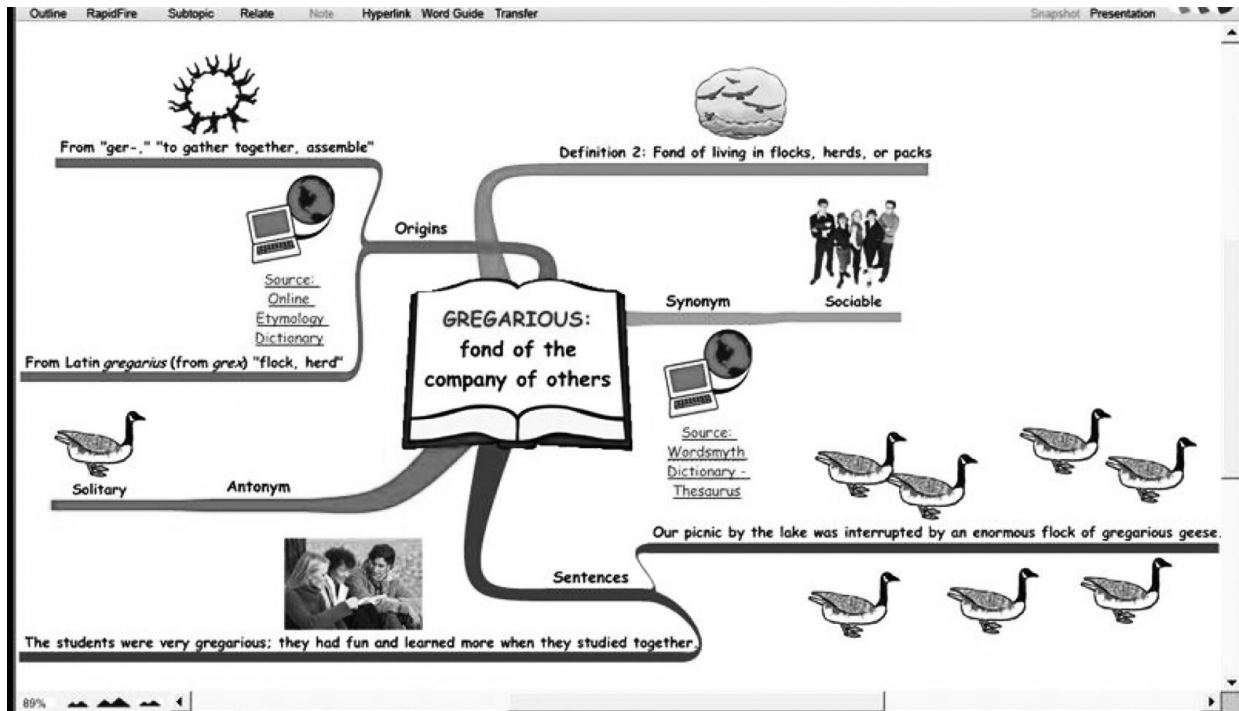 Outline RapidFire Subtopic Relate Note Hyperlink Word Guide Transfer Snapshot Presentation
From "ger-," "to gather together, assemble"
Definition 2: Fond of living in flocks, herds, or packs
Origins
Source:
Online
Etymology
Dictionary
From Latin gregarius (from grex) "flock, herd"
GREGARIOUS:
fond of the
company of others
Synonym
Sociable
Source:
Wordsmyth
Dictionary -
Thesaurus
Solitary
Antonym
Our picnic by the lake was interrupted by an enormous flock of gregarious geese.
Sentences
The students were very gregarious; they had fun and learned more when they studied together.
89%